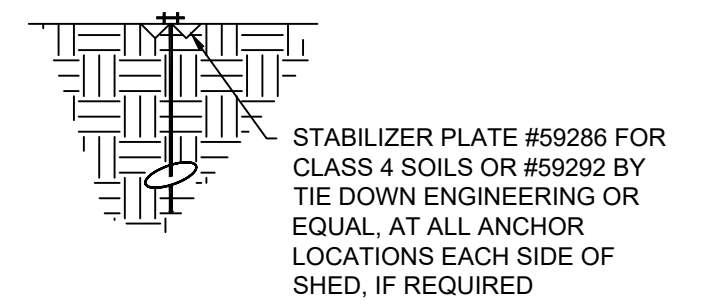 STABILIZER PLATE #59286 FOR
CLASS 4 SOILS OR #59292 BY
TIE DOWN ENGINEERING OR
EQUAL, AT ALL ANCHOR
LOCATIONS EACH SIDE OF
SHED, IF REQUIRED